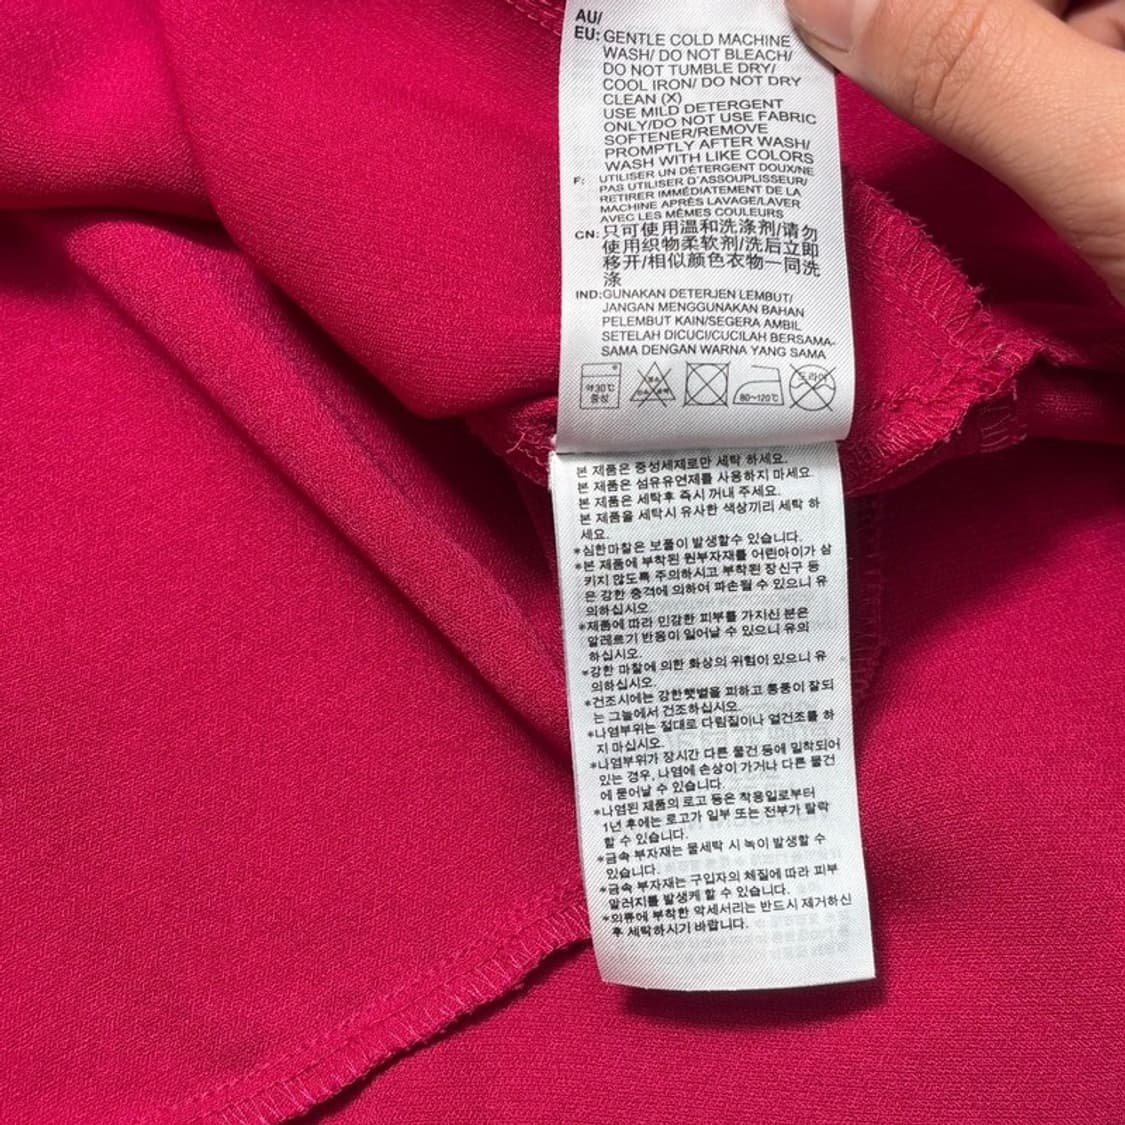 AU/
EU: GENTLE COLD MACHINE
WASH/ DO NOT BLEACH/
DO NOT TUMBLE DRY/
COOL IRON/ DO NOT DRY
CLEAN (X)
USE MILD DETERGENT
ONLY/DO NOT USE FABRIC
SOFTENER/REMOVE
PROMPTLY AFTER WASH/
WASH WITH LIKE COLORS
F: UTILISER UN DÉTERGENT DOUX/NE
PAS UTILISER D'ASSOUPLISSEUR/
RETIRER IMMÉDIATEMENT DE LA
MACHINE APRÈS LAVAGE/LAVER
AVEC LES MÊMES COULEURS
CN: 只可使用温和洗涤剂/请勿
使用织物柔软剂/洗后立即
移开/相似颜色衣物一同洗
涤
IND:GUNAKAN DETERJEN LEMBUT/
JANGAN MENGGUNAKAN BAHAN
PELEMBUT KAIN/SEGERA AMBIL
SETELAH DICUCI/CUCILAH BERSAMA-
SAMA DENGAN WARNA YANG SAMA
약30℃ 80~120℃ 드라이
중성
본 제품은 중성세제로만 세탁 하세요.
본 제품은 섬유유연제를 사용하지 마세요.
본 제품은 세탁후 즉시 꺼내 주세요.
본 제품을 세탁시 유사한 색상끼리 세탁 하
세요.
*심한마찰은 보풀이 발생할수 있습니다.
*본 제품에 부착된 원부자재를 어린아이가 삼
키지 않도록 주의하시고 부착된 장신구 등
은 강한 충격에 의하여 파손될 수 있으니 유
의하십시오.
*제품에 따라 민감한 피부를 가지신 분은
알레르기 반응이 일어날 수 있으니 유의
하십시오.
*강한 마찰에 의한 화상의 위험이 있으니 유
의하십시오.
*건조시에는 강한햇볕을 피하고 통풍이 잘되
는 그늘에서 건조하십시오.
*나염부위는 절대로 다림질이나 열건조를 하
지 마십시오.
*나염부위가 장시간 다른 물건 등에 밀착되어
있는 경우, 나염에 손상이 가거나 다른 물건
에 묻어날 수 있습니다.
*나염된 제품의 로고 등은 착용일로부터
1년 후에는 로고가 일부 또는 전부가 탈락
할 수 있습니다.
*금속 부자재는 물세탁 시 녹이 발생할 수
있습니다.
*금속 부자재는 구입자의 체질에 따라 피부
알러지를 발생케 할 수 있습니다.
*의류에 부착한 악세서리는 반드시 제거하신
후 세탁하시기 바랍니다.